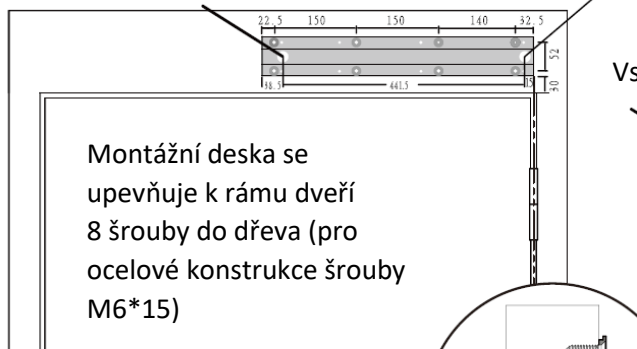 22.5 150 150 140 32.5
52
Vs
38.5 441.5 15
30
Montážní deska se
upevňuje k rámu dveří
8 šrouby do dřeva (pro
ocelové konstrukce šrouby
M6*15)